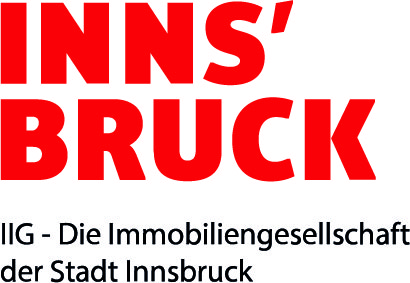 INNS’
BRUCK
IIG - Die Immobiliengesellschaft
der Stadt Innsbruck